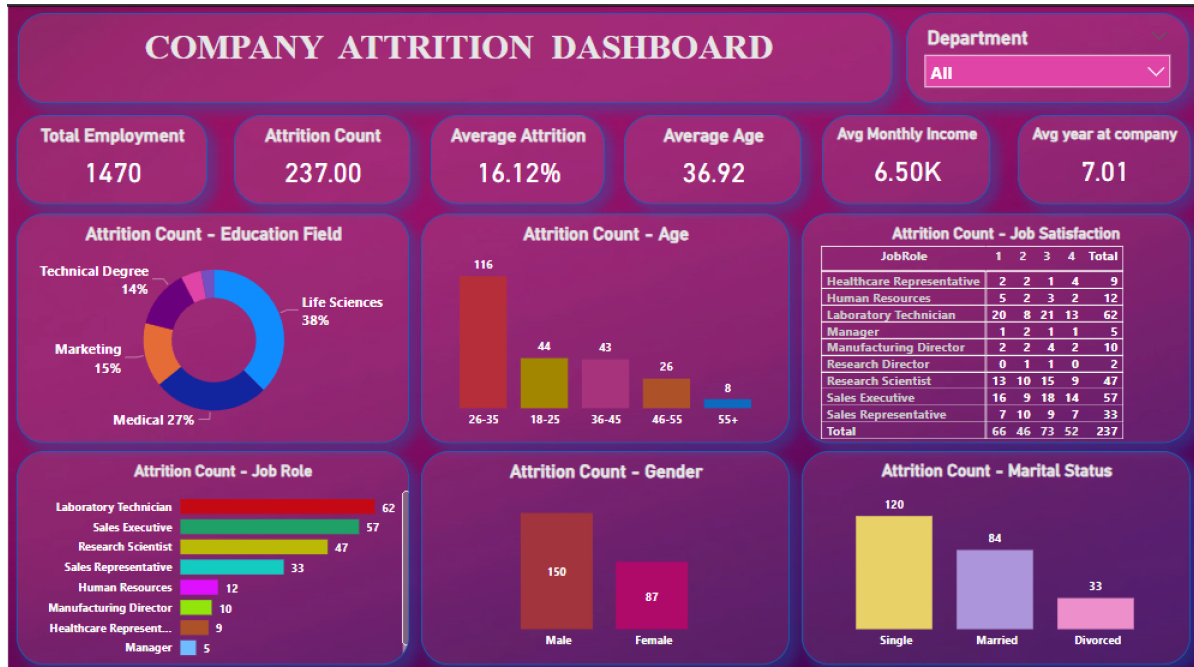 COMPANY ATTRITION DASHBOARD
Department
All
Total Employment
1470
Attrition Count
237.00
Average Attrition
16.12%
Average Age
36.92
Avg Monthly Income
6.50K
Avg year at company
7.01
Attrition Count - Education Field
Technical Degree
14%
Life Sciences
38%
Marketing
15%
Medical 27%
Attrition Count - Age
116
44
43
26
8
26-35 18-25 36-45 46-55 55+
Attrition Count - Job Satisfaction
JobRole 1 2 3 4 Total
Healthcare Representative 2 2 1 4 9
Human Resources 5 2 3 2 12
Laboratory Technician 20 8 21 13 62
Manager 1 2 1 1 5
Manufacturing Director 2 2 4 2 10
Research Director 0 1 1 0 2
Research Scientist 13 10 15 9 47
Sales Executive 16 9 18 14 57
Sales Representative 7 10 9 7 33
Total 66 46 73 52 237
Attrition Count - Job Role
Laboratory Technician 62
Sales Executive 57
Research Scientist 47
Sales Representative 33
Human Resources 12
Manufacturing Director 10
Healthcare Represent... 9
Manager 5
Attrition Count - Gender
150
87
Male Female
Attrition Count - Marital Status
120
84
33
Single Married Divorced